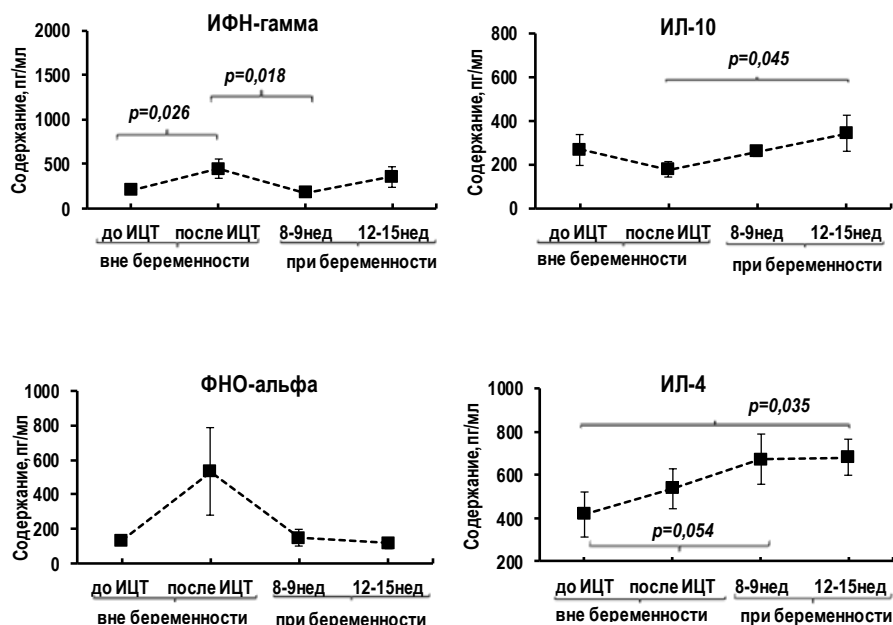 ИФН-гамма
Содержание, пг/мл
2000
1500
1000
500
0
p=0,026
p=0,018
до ИЦТ после ИЦТ 8-9нед 12-15нед
вне беременности при беременности
ИЛ-10
Содержание, пг/мл
800
600
400
200
0
p=0,045
до ИЦТ после ИЦТ 8-9нед 12-15нед
вне беременности при беременности
ФНО-альфа
Содержание, пг/мл
1000
800
600
400
200
0
до ИЦТ после ИЦТ 8-9нед 12-15нед
вне беременности при беременности
ИЛ-4
Содержание, пг/мл
1000
800
600
400
200
p=0,035
p=0,054
до ИЦТ после ИЦТ 8-9нед 12-15нед
вне беременности при беременности